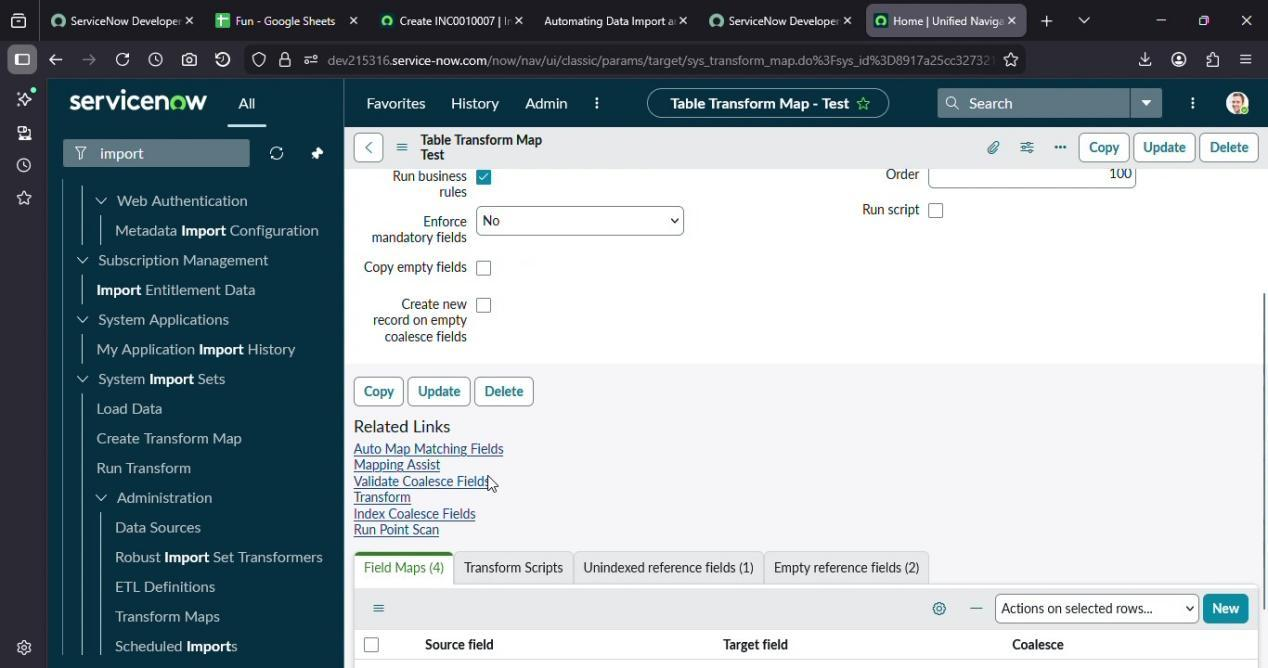 ServiceNow Developer
Fun - Google Sheets
Create INC0010007 | In
Automating Data Import a
ServiceNow Developer
Home | Unified Naviga
dev215316.service-now.com/now/nav/ui/classic/params/target/sys_transform_map.do%3Fsys_id%3D8917a25cc32732
servicenow
All
Favorites
History
Admin
Table Transform Map - Test
Search
import
Table Transform Map
Test
Copy
Update
Delete
Web Authentication
Metadata Import Configuration
Subscription Management
Import Entitlement Data
System Applications
My Application Import History
System Import Sets
Load Data
Create Transform Map
Run Transform
Administration
Data Sources
Robust Import Set Transformers
ETL Definitions
Transform Maps
Scheduled Imports
Run business
rules
Order
100
Enforce
mandatory fields
No
Run script
Copy empty fields
Create new
record on empty
coalesce fields
Copy
Update
Delete
Related Links
Auto Map Matching Fields
Mapping Assist
Validate Coalesce Fields
Transform
Index Coalesce Fields
Run Point Scan
Field Maps (4)
Transform Scripts
Unindexed reference fields (1)
Empty reference fields (2)
Actions on selected rows...
New
Source field
Target field
Coalesce